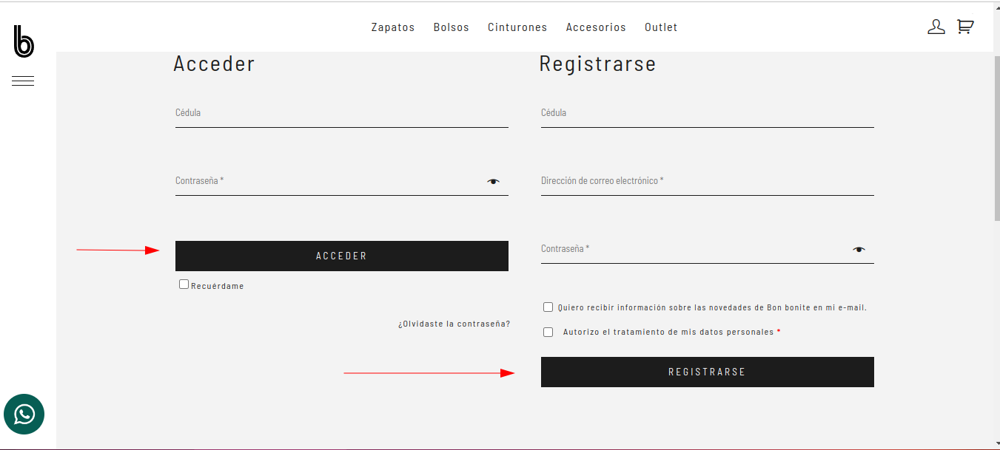 b
Zapatos Bolsos Cinturones Accesorios Outlet
Acceder
Cédula
Contraseña *
ACCEDER
Recuérdame
¿Olvidaste la contraseña?
Registrarse
Cédula
Dirección de correo electrónico *
Contraseña *
Quiero recibir información sobre las novedades de Bon bonite en mi e-mail.
Autorizo el tratamiento de mis datos personales *
REGISTRARSE